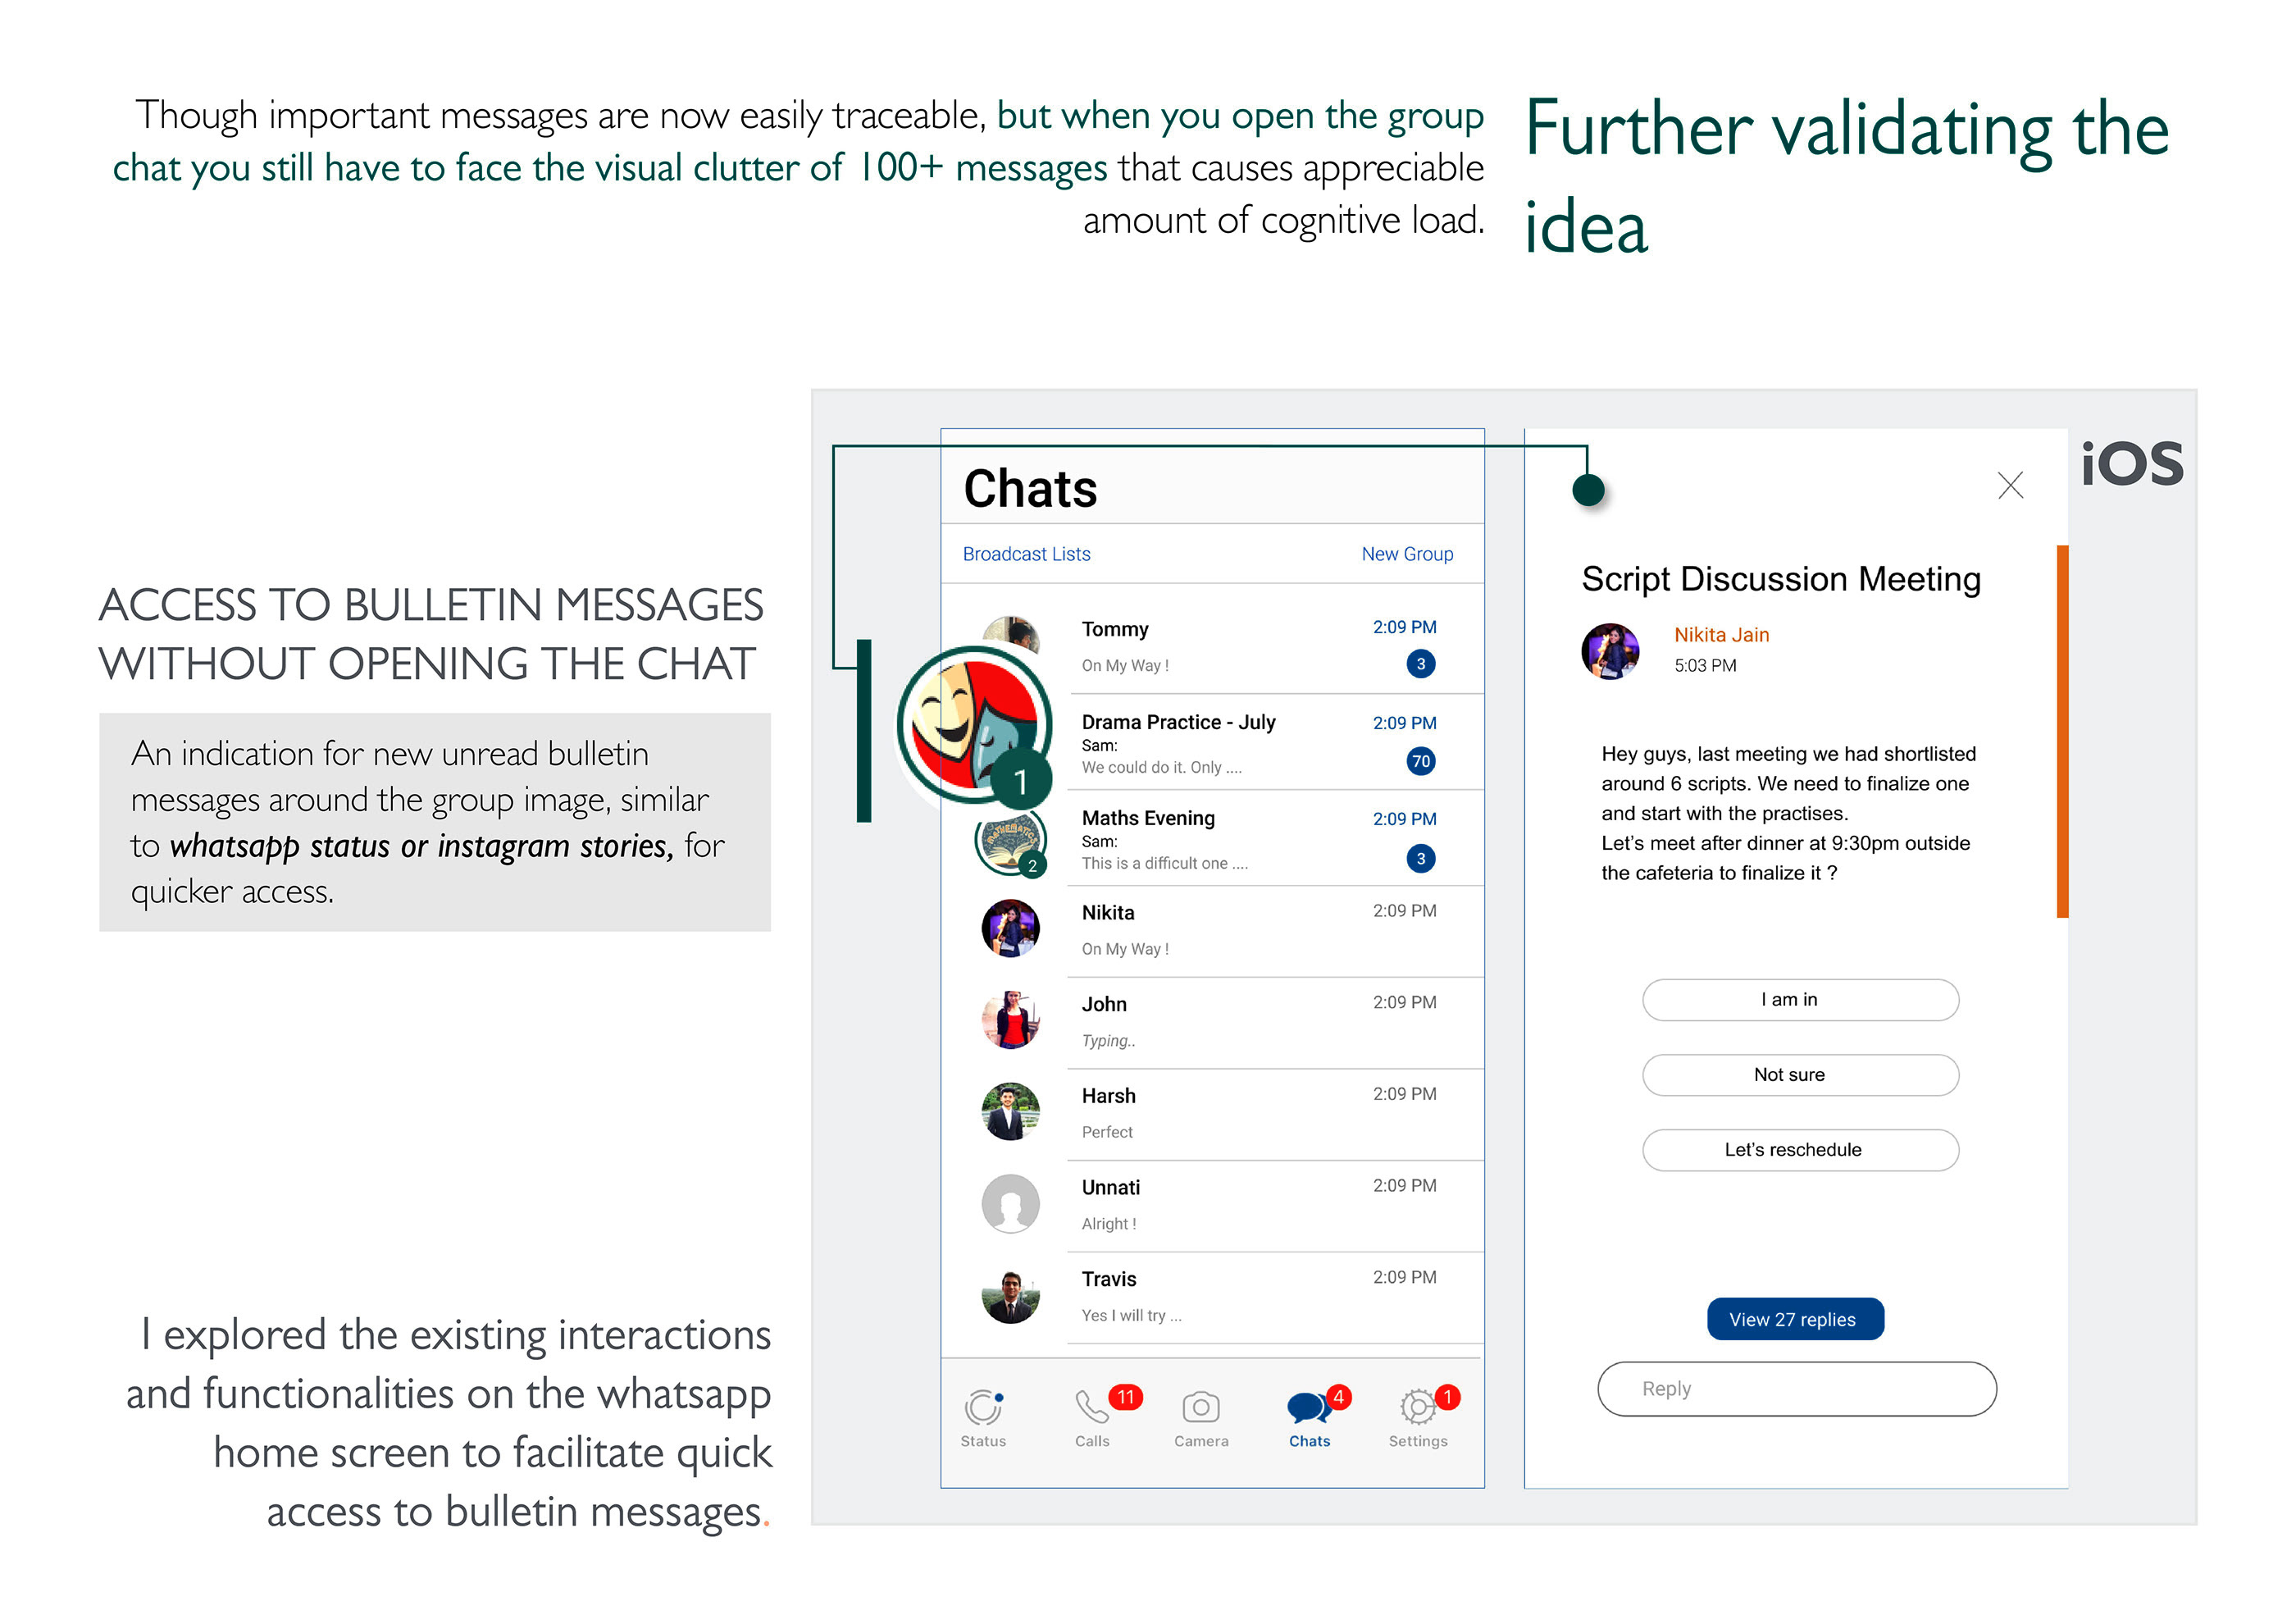 Though important messages are now easily traceable, but when you open the group
chat you still have to face the visual clutter of 100+ messages that causes appreciable
amount of cognitive load.
Further validating the
idea
ACCESS TO BULLETIN MESSAGES
WITHOUT OPENING THE CHAT
An indication for new unread bulletin
messages around the group image, similar
to whatsapp status or instagram stories, for
quicker access.
I explored the existing interactions
and functionalities on the whatsapp
home screen to facilitate quick
access to bulletin messages.
iOS
Chats
Broadcast Lists
New Group
Tommy
2:09 PM
On My Way !
3
Drama Practice - July
2:09 PM
Sam:
We could do it. Only ....
70
1
Maths Evening
2:09 PM
Sam:
This is a difficult one ....
3
MATHEMATICS
2
Nikita
2:09 PM
On My Way !
John
2:09 PM
Typing..
Harsh
2:09 PM
Perfect
Unnati
2:09 PM
Alright !
Travis
2:09 PM
Yes I will try ...
11
4
1
Status
Calls
Camera
Chats
Settings
Script Discussion Meeting
Nikita Jain
5:03 PM
Hey guys, last meeting we had shortlisted
around 6 scripts. We need to finalize one
and start with the practises.
Let's meet after dinner at 9:30pm outside
the cafeteria to finalize it ?
I am in
Not sure
Let's reschedule
View 27 replies
Reply